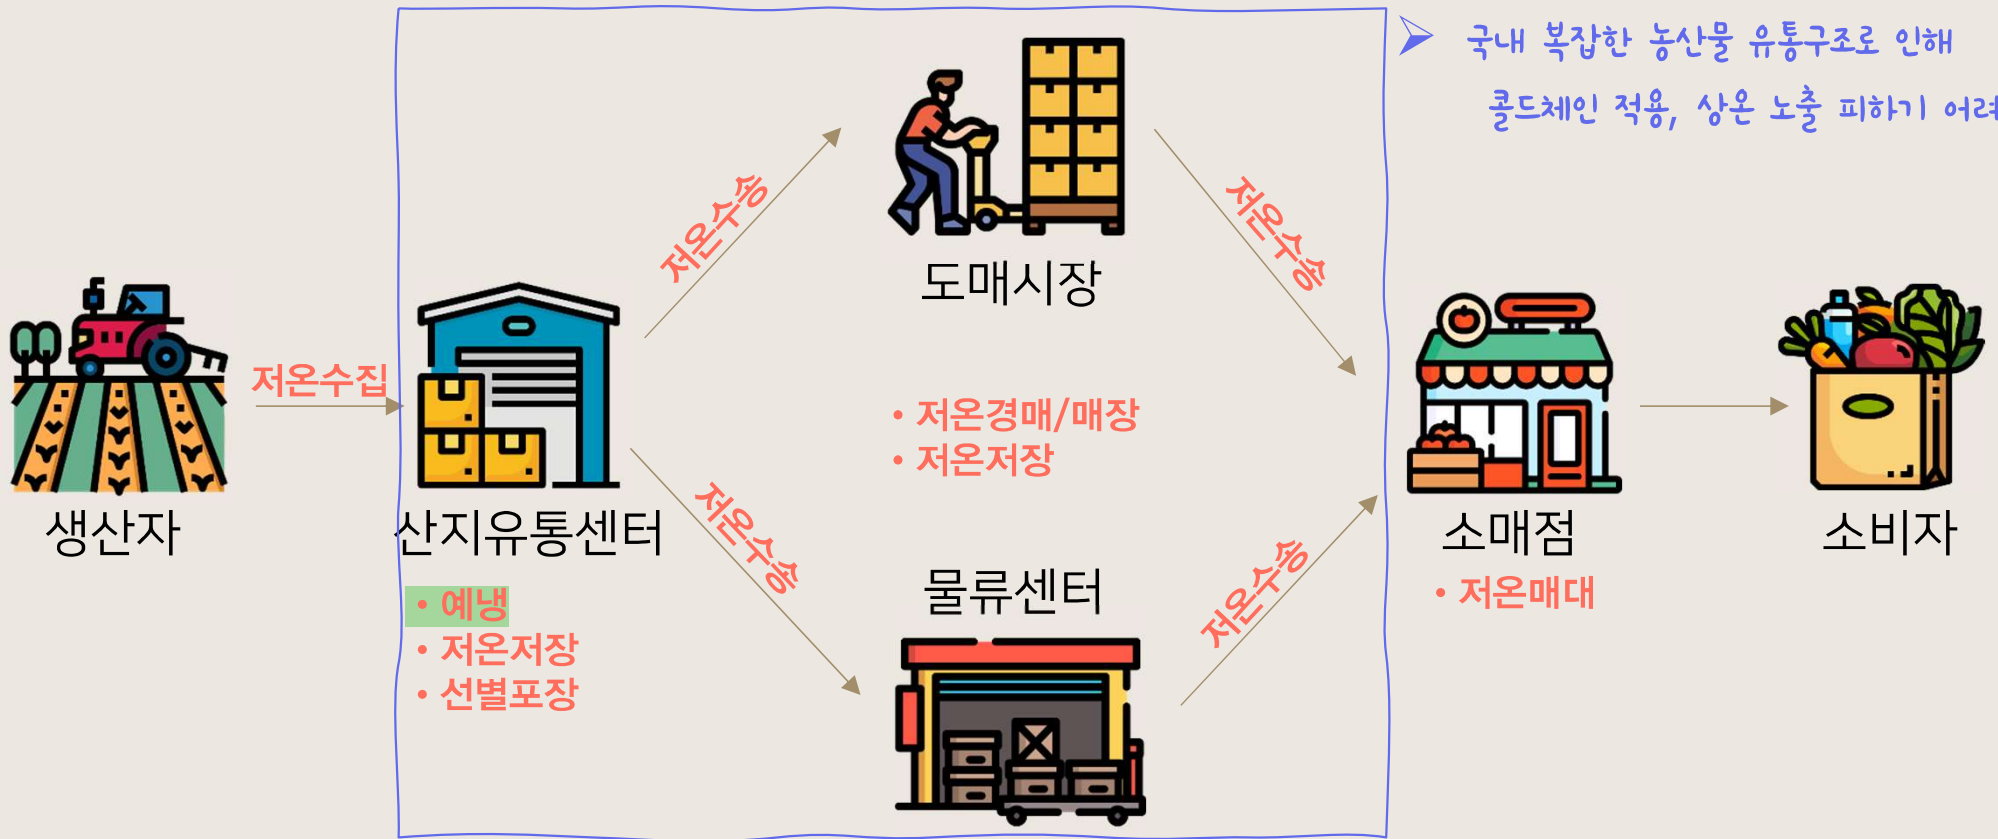 국내 복잡한 농산물 유통구조로 인해
콜드체인 적용, 상온 노출 피하기
저온수송
저온수송
도매시장
저온수집
• 저온경매/매장
• 저온저장
생산자
산지유통센터
저온수송
소매점
소비자
• 예냉
• 저온저장
• 선별포장
물류센터
저온수송
• 저온매대